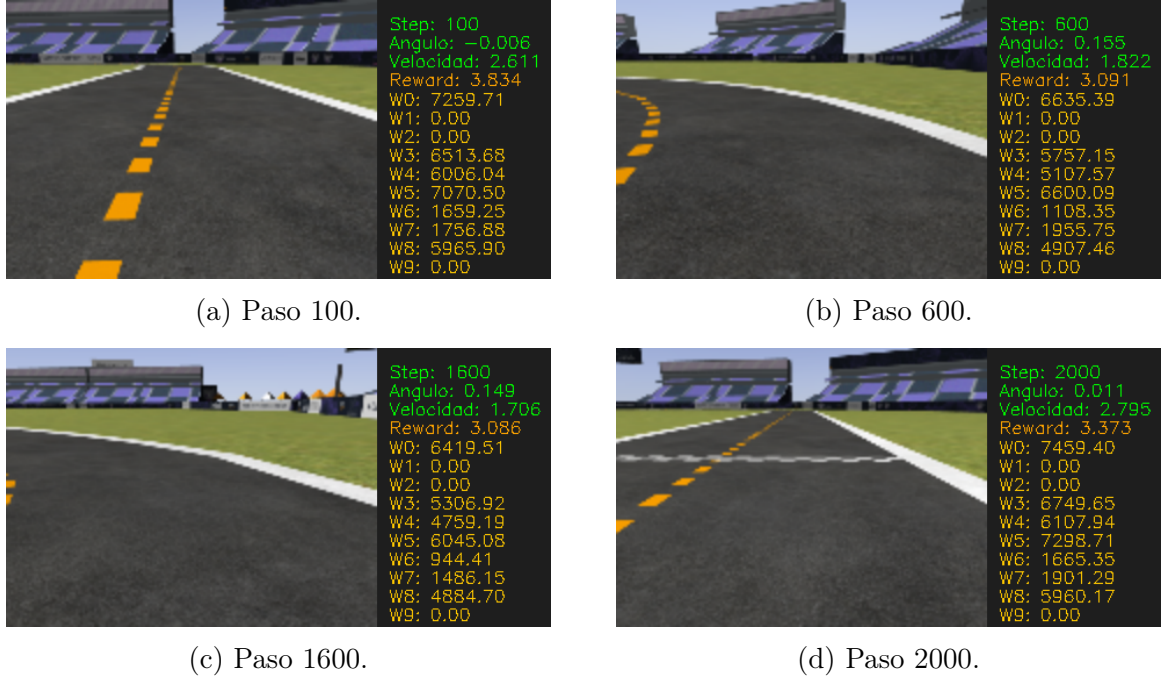 Step: 100
Angulo: -0.006
Velocidad: 2.611
Reward: 3.834
W0: 7259.71
W1: 0.00
W2: 0.00
W3: 6513.68
W4: 6006.04
W5: 7070.50
W6: 1659.25
W7: 1756.88
W8: 5965.90
W9: 0.00
(a) Paso 100.
Step: 600
Angulo: 0.155
Velocidad: 1.822
Reward: 3.091
W0: 6635.39
W1: 0.00
W2: 0.00
W3: 5757.15
W4: 5107.57
W5: 6600.09
W6: 1108.35
W7: 1955.75
W8: 4907.46
W9: 0.00
(b) Paso 600.
Step: 1600
Angulo: 0.149
Velocidad: 1.706
Reward: 3.086
W0: 6419.51
W1: 0.00
W2: 0.00
W3: 5306.92
W4: 4759.19
W5: 6045.08
W6: 944.41
W7: 1486.15
W8: 4884.70
W9: 0.00
(c) Paso 1600.
Step: 2000
Angulo: 0.011
Velocidad: 2.795
Reward: 3.373
W0: 7459.40
W1: 0.00
W2: 0.00
W3: 6749.65
W4: 6107.94
W5: 7298.71
W6: 1665.35
W7: 1901.29
W8: 5960.17
W9: 0.00
(d) Paso 2000.